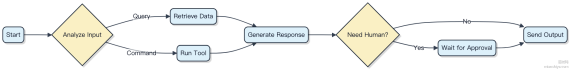 Start
Analyze Input
Query
Retrieve Data
Command
Run Tool
Generate Response
Need Human?
No
Yes
Wait for Approval
Send Output